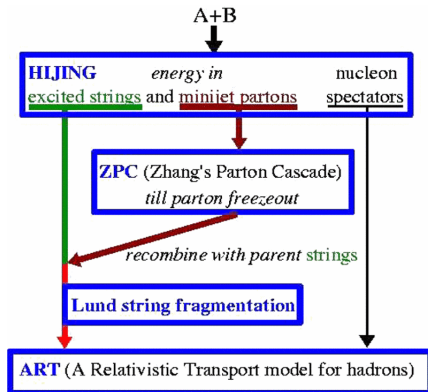 A+B
HIJING energy in nucleon
excited strings and minijet partons spectators
ZPC (Zhang's Parton Cascade)
till parton freezeout
recombine with parent strings
Lund string fragmentation
ART (A Relativistic Transport model for hadrons)